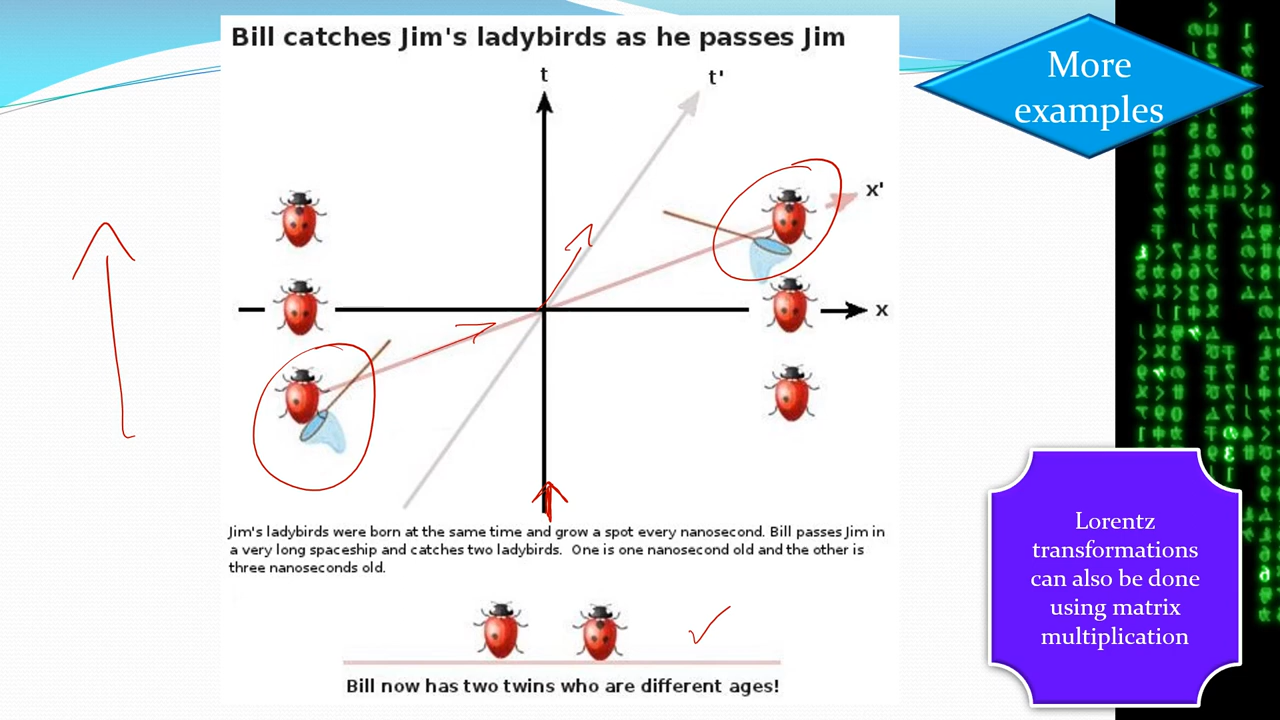 Bill catches Jim's ladybirds as he passes Jim
t
t'
x'
x
Jim's ladybirds were born at the same time and grow a spot every nanosecond. Bill passes Jim in
a very long spaceship and catches two ladybirds.  One is one nanosecond old and the other is
three nanoseconds old.
Bill now has two twins who are different ages!
More
examples
Lorentz
transformations
can also be done
using matrix
multiplication